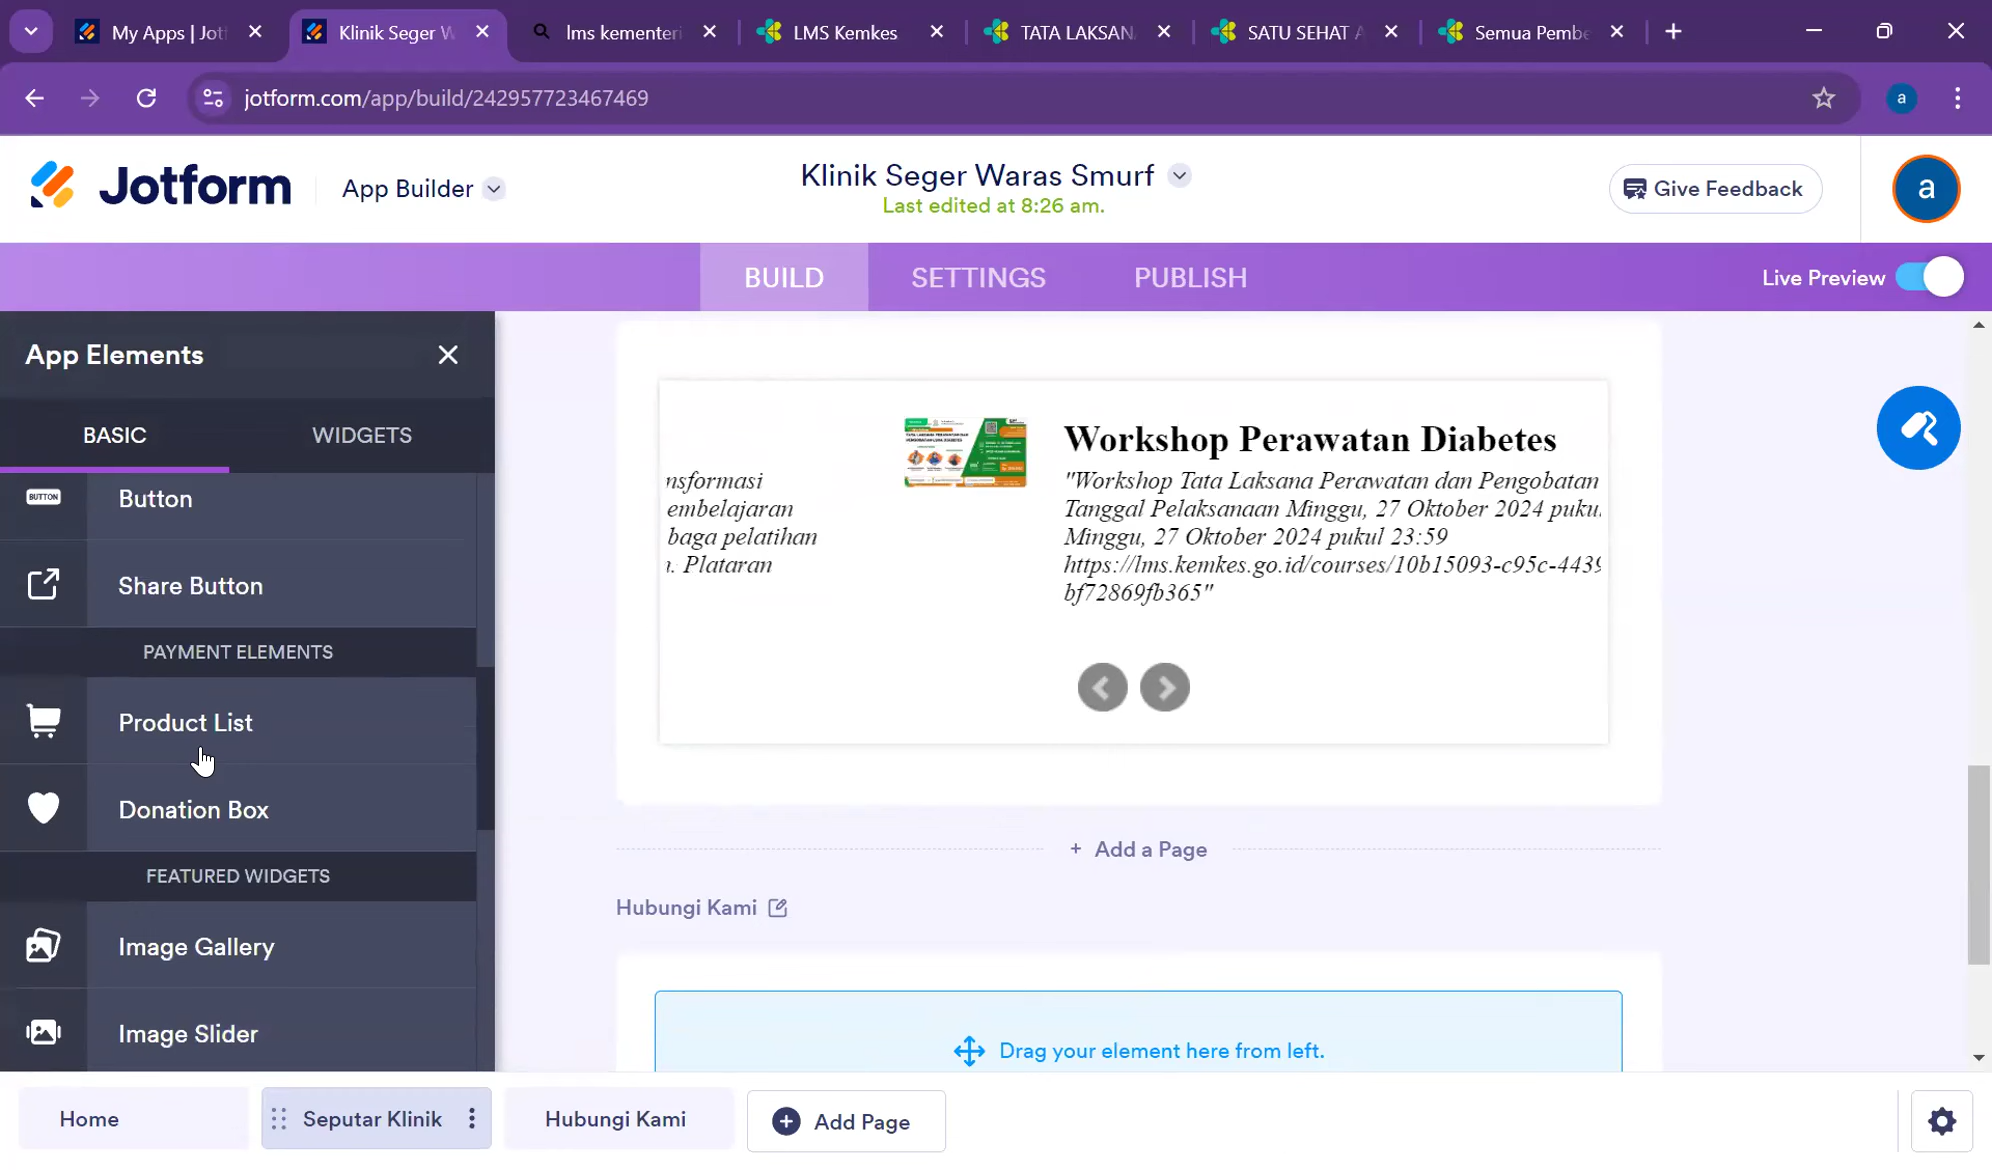 My Apps | Jotf
Klinik Seger W
lms kementeri
LMS Kemkes
TATA LAKSAN
SATU SEHAT A
Semua Pembe
jotform.com/app/build/242957723467469
a
Jotform
App Builder
Klinik Seger Waras Smurf
Last edited at 8:26 am.
Give Feedback
a
BUILD
SETTINGS
PUBLISH
Live Preview
App Elements
BASIC
WIDGETS
BUTTON
Button
Share Button
PAYMENT ELEMENTS
Product List
Donation Box
FEATURED WIDGETS
Image Gallery
Image Slider
nsformasi
embelajaran
baga pelatihan
n. Plataran
Workshop Perawatan Diabetes
"Workshop Tata Laksana Perawatan dan Pengobatan
Tanggal Pelaksanaan Minggu, 27 Oktober 2024 puku
Minggu, 27 Oktober 2024 pukul 23:59
https://lms.kemkes.go.id/courses/10b15093-c95c-4439
bf72869fb365"
+ Add a Page
Hubungi Kami
Drag your element here from left.
Home
Seputar Klinik
Hubungi Kami
Add Page